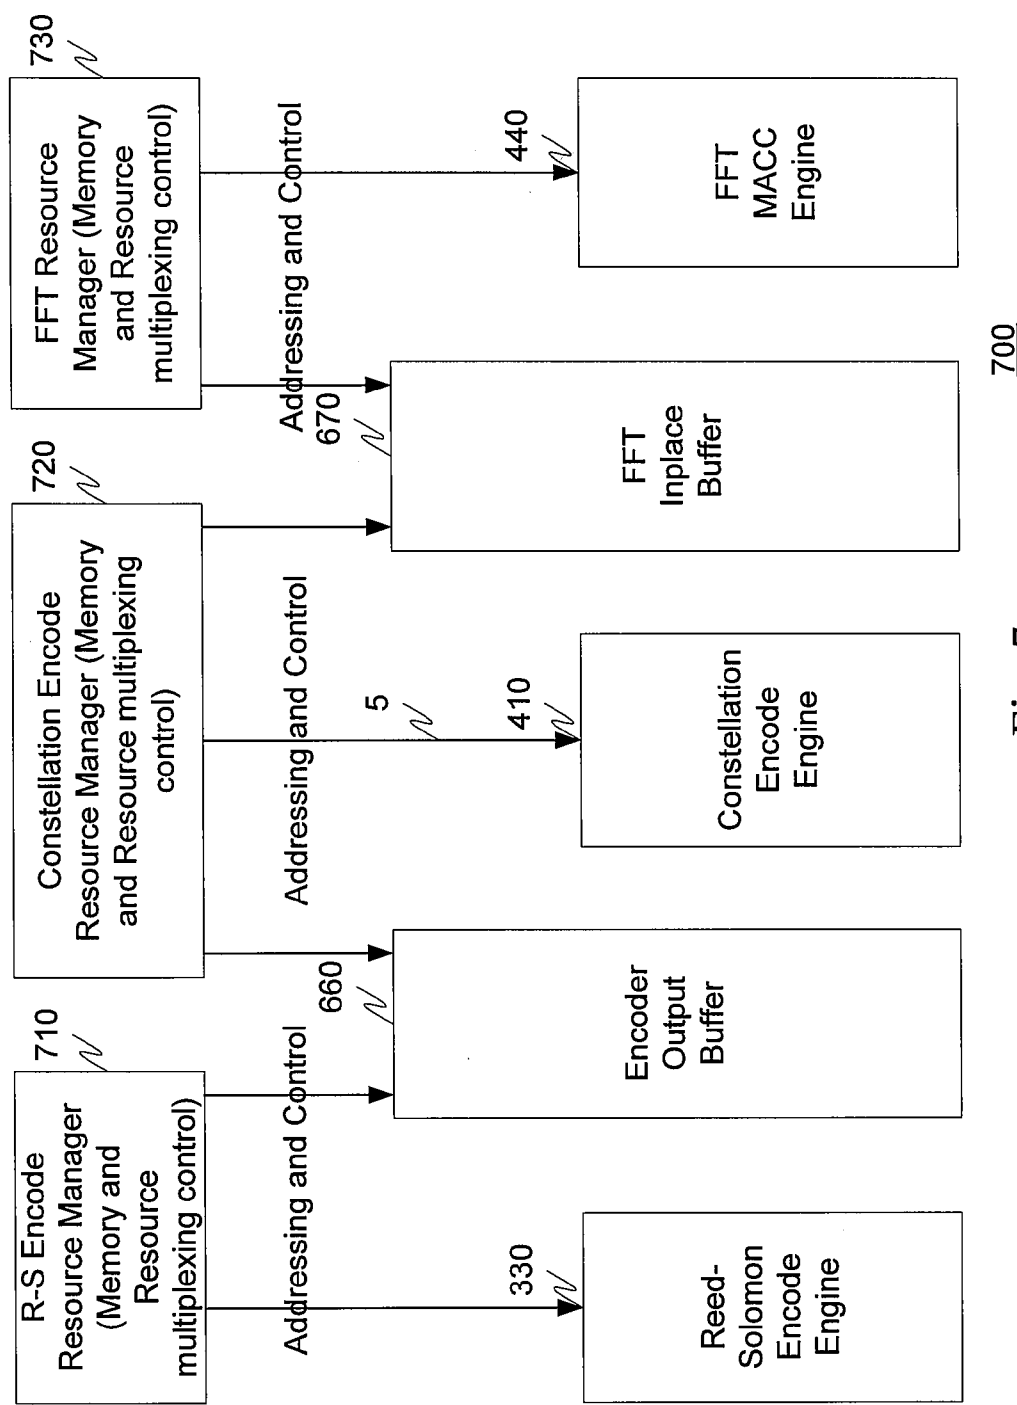 710
R-S Encode
Resource Manager
(Memory and
Resource
multiplexing control)
720
Constellation Encode
Resource Manager (Memory
and Resource multiplexing
control)
730
FFT Resource
Manager (Memory
and Resource
multiplexing control)
Addressing and Control
Addressing and Control
Addressing and Control
330
Reed-
Solomon
Encode
Engine
660
Encoder
Output
Buffer
5
410
Constellation
Encode
Engine
670
FFT
Inplace
Buffer
440
FFT
MACC
Engine
700